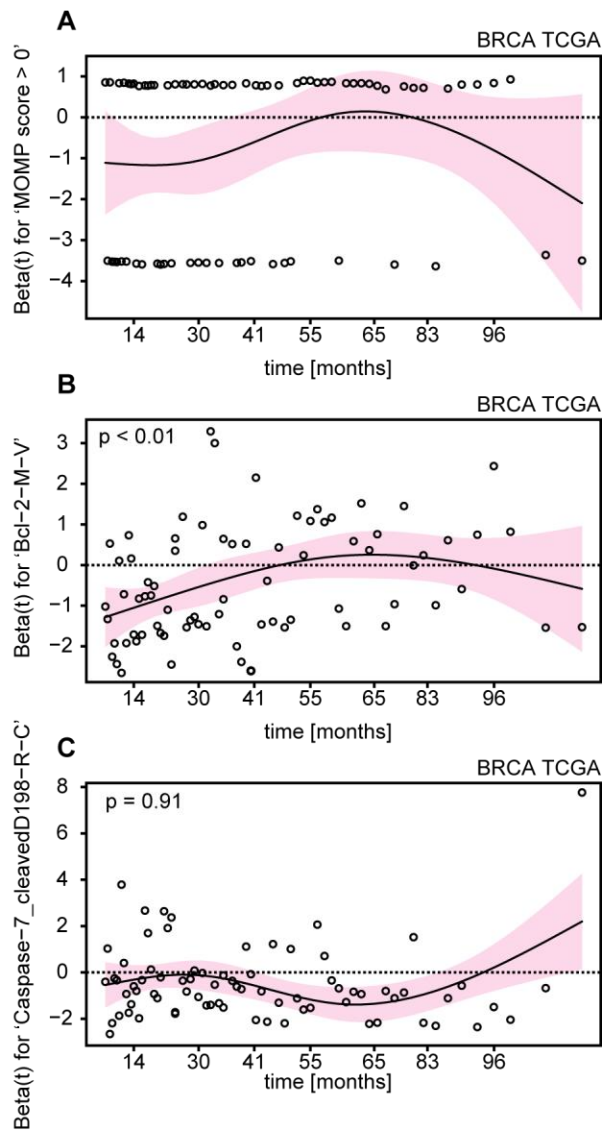 A
BRCA TCGA
Beta(t) for ‘MOMP score > 0’
1
0
−1
−2
−3
−4
14 30 41 55 65 83 96
time [months]
B
BRCA TCGA
p < 0.01
Beta(t) for ‘Bcl−2−M−V’
3
2
1
0
−1
−2
14 30 41 55 65 83 96
time [months]
C
BRCA TCGA
p = 0.91
Beta(t) for ‘Caspase−7_cleavedD198−R−C’
8
6
4
2
0
−2
14 30 41 55 65 83 96
time [months]